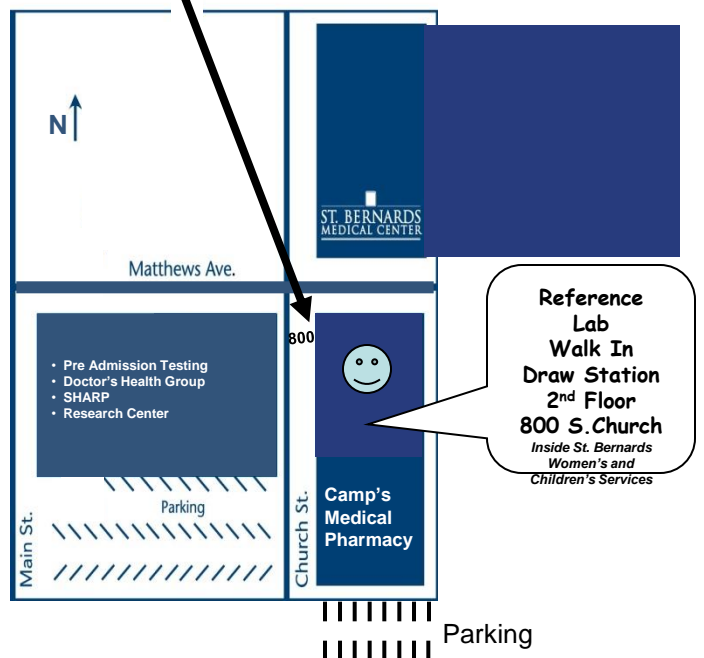 N
ST. BERNARDS
MEDICAL CENTER
Matthews Ave.
800
• Pre Admission Testing
• Doctor's Health Group
• SHARP
• Research Center
Reference
Lab
Walk In
Draw Station
2nd Floor
800 S.Church
Inside St. Bernards
Women's and
Children's Services
Main St.
Parking
Church St.
Camp's
Medical
Pharmacy
Parking